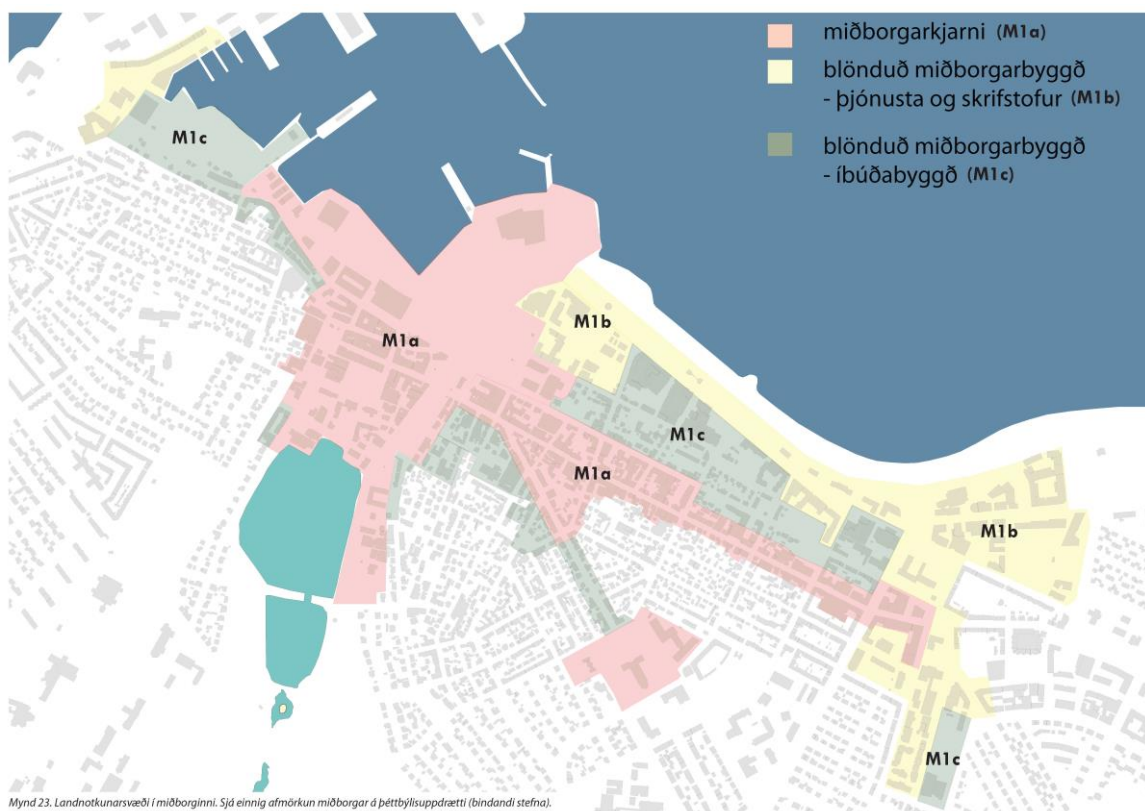 miðborgarkjarni (M1a)
blönduð miðborgarbyggð
- þjónusta og skrifstofur (M1b)
blönduð miðborgarbyggð
- íbúðabyggð (M1c)
M1c
M1a
M1b
M1c
M1a
M1b
M1c
Mynd 23. Landnotkunarsvæði í miðborginni. Sjá einnig afmörkun miðborgar á þéttbýlisuppdrætti (bindandi stefna).